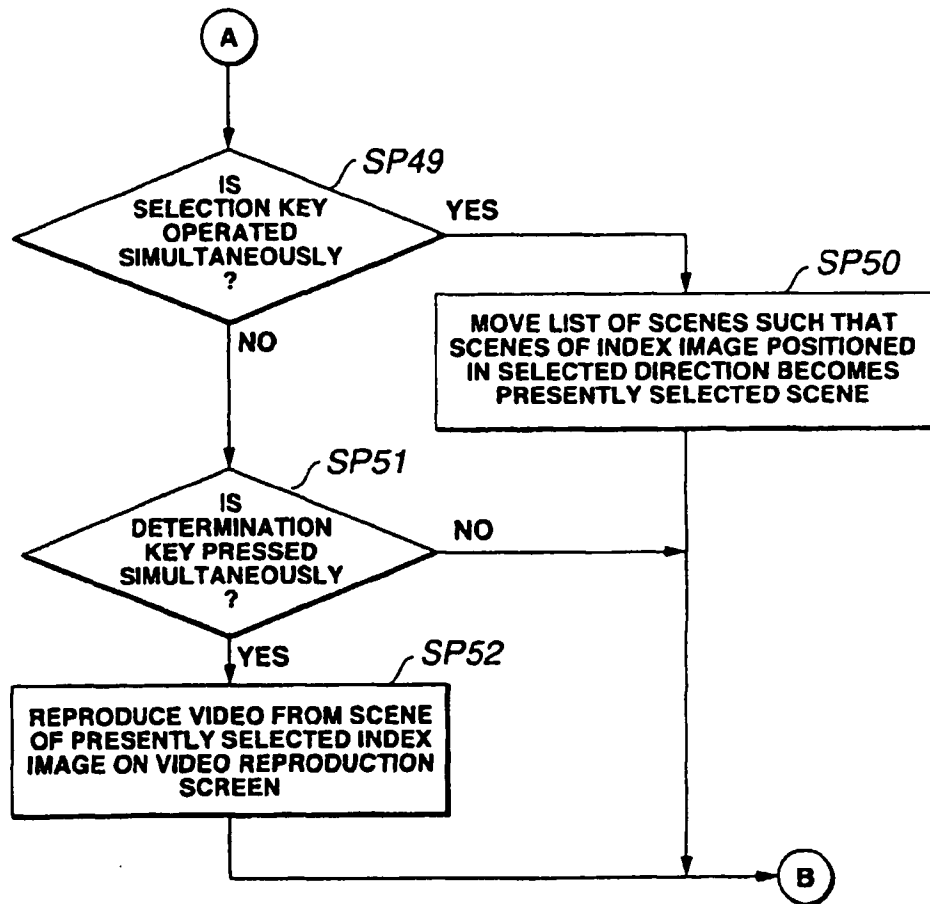 A
SP49
IS
SELECTION KEY
OPERATED
SIMULTANEOUSLY
?
YES
NO
SP50
MOVE LIST OF SCENES SUCH THAT
SCENES OF INDEX IMAGE POSITIONED
IN SELECTED DIRECTION BECOMES
PRESENTLY SELECTED SCENE
SP51
IS
DETERMINATION
KEY PRESSED
SIMULTANEOUSLY
?
NO
YES
SP52
REPRODUCE VIDEO FROM SCENE
OF PRESENTLY SELECTED INDEX
IMAGE ON VIDEO REPRODUCTION
SCREEN
B